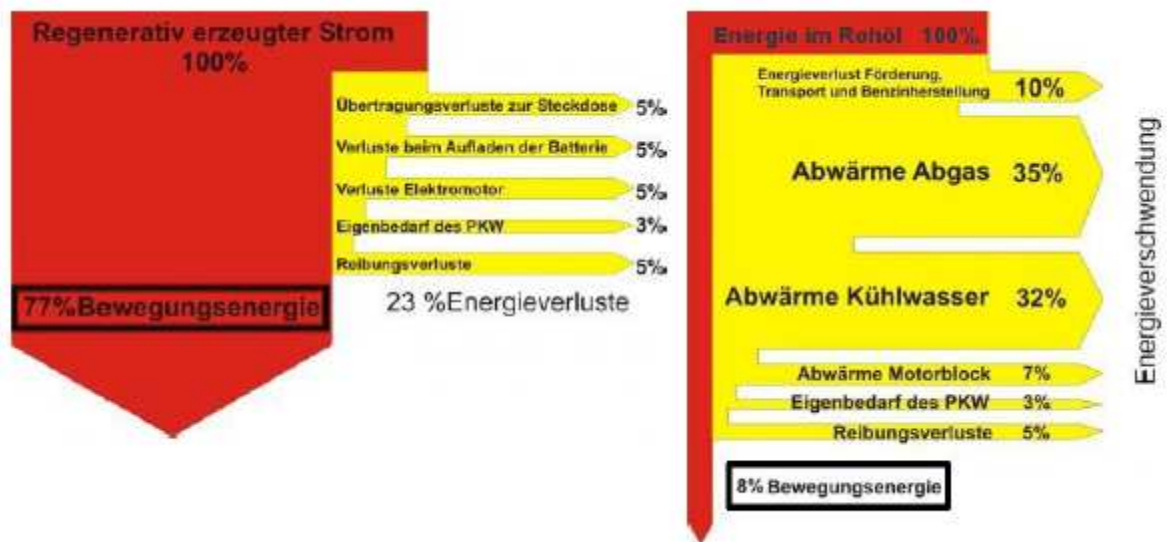 Regenerativ erzeugter Strom
100%
Übertragungsverluste zur Steckdose 5%
Verluste beim Aufladen der Batterie 5%
Verluste Elektromotor 5%
Eigenbedarf des PKW 3%
Reibungsverluste 5%
77%Bewegungsenergie
23 %Energieverluste
Energie im Rohöl 100%
Energieverlust Förderung,
Transport und Benzinherstellung 10%
Abwärme Abgas 35%
Abwärme Kühlwasser 32%
Abwärme Motorblock 7%
Eigenbedarf des PKW 3%
Reibungsverluste 5%
8% Bewegungsenergie
Energieverschwendung